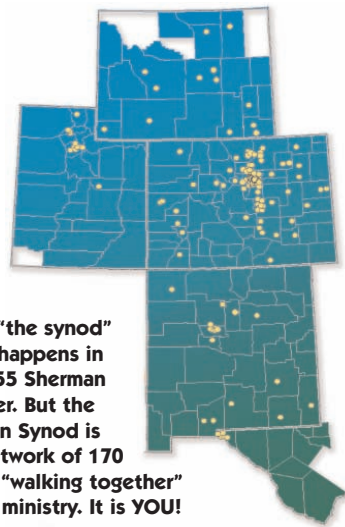 “the synod”
happens in
55 Sherman
er. But the
n Synod is
twork of 170
“walking together”
ministry. It is YOU!